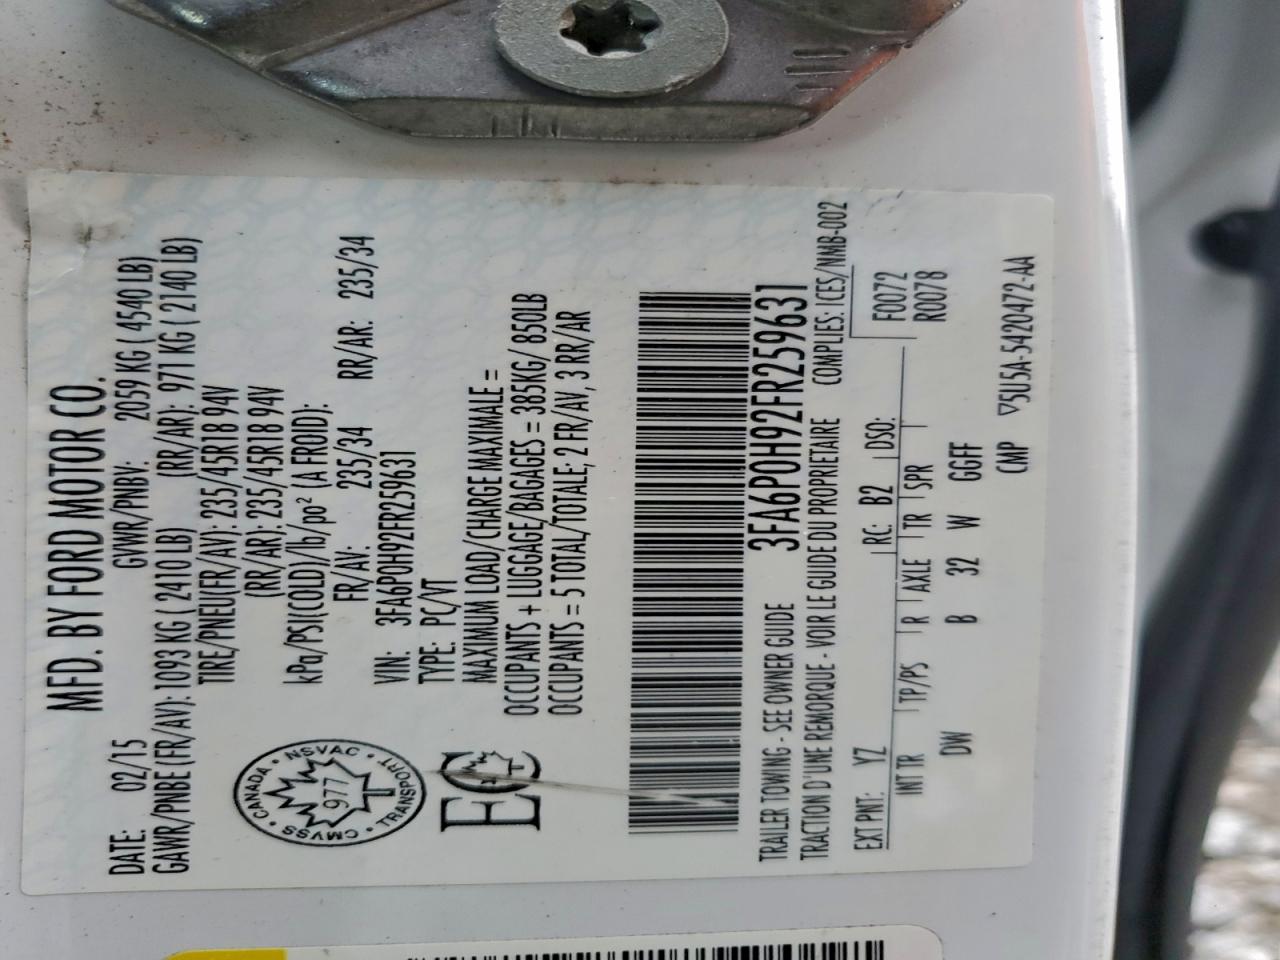 MFD. BY FORD MOTOR CO.
DATE: 02/15 GVWR/PNBV: 2059 KG ( 4540 LB)
GAWR/PNBE (FR/AV): 1093 KG ( 2410 LB) (RR/AR): 971 KG ( 2140 LB)
TIRE/PNEU(FR/AV): 235/45R18 94V
(RR/AR): 235/45R18 94V
kPa/PSI(COLD)/lb/po² (A FROID):
FR/AV. 235/34 RR/AR: 235/34
VIN: 3FA6P0H92FR259631
TYPE: PC/VT
MAXIMUM LOAD/CHARGE MAXIMALE =
OCCUPANTS + LUGGAGE/BAGAGES = 385KG/ 850LB
OCCUPANTS = 5 TOTAL/TOTALE; 2 FR/AV, 3 RR/AR
CANADA • NSVAC • TRANSPORT • CMVSS •
977
T
EC
T
3FA6P0H92FR259631
TRAILER TOWING - SEE OWNER GUIDE
TRACTION D'UNE REMORQUE - VOIR LE GUIDE DU PROPRIETAIRE COMPLIES: ICES/NMB-002
EXT PNT: YZ RC: B2 DSO: F0072
R0078
INT TR TP/PS R AXLE TR SPR
DW B 32 W GGFF
CMP ▽5U5A-5420472-AA